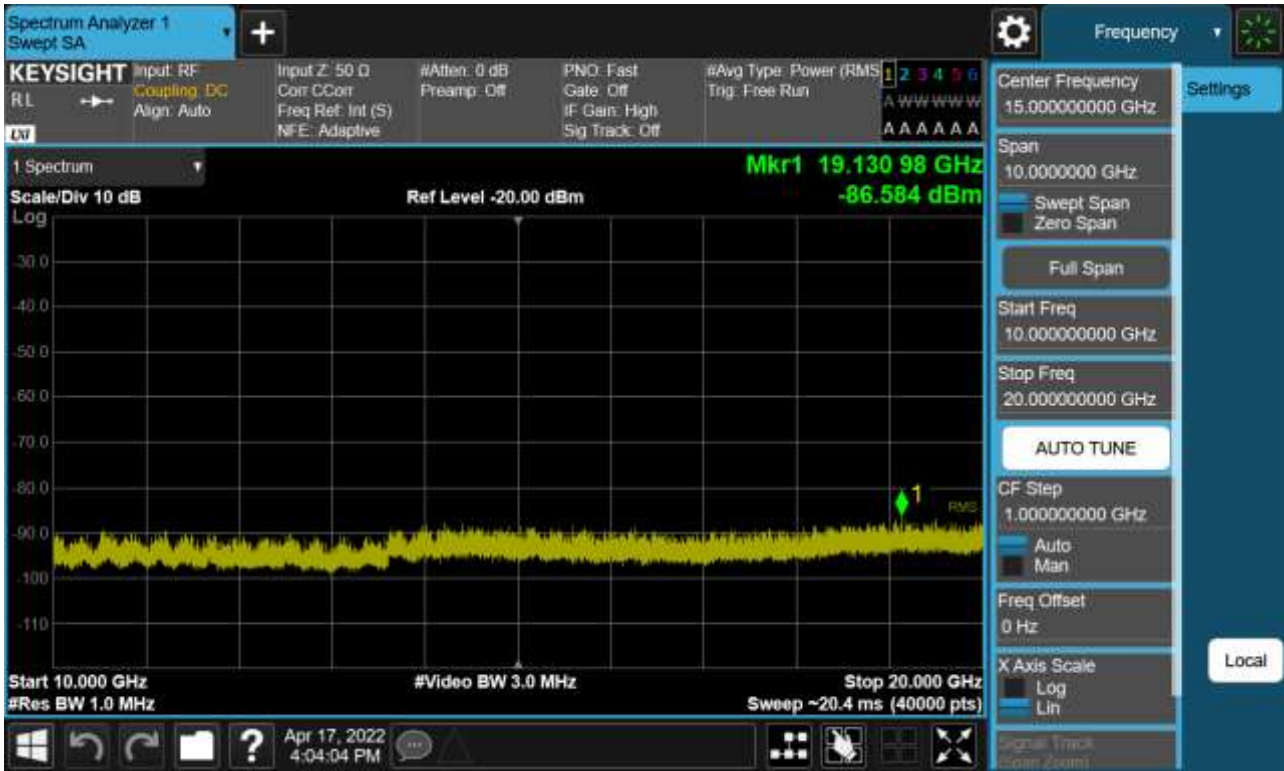 Spectrum Analyzer 1
Swept SA
+
Frequency
KEYSIGHT
RL
Input: RF
Coupling: DC
Align: Auto
Input Z: 50 Ω
Corr CCorr
Freq Ref: Int (S)
NFE: Adaptive
#Atten: 0 dB
Preamp: Off
PNO: Fast
Gate: Off
IF Gain: High
Sig Track: Off
#Avg Type: Power (RMS
Trig: Free Run
1 2 3 4 5 6
A W W W W W
A A A A A A
1 Spectrum
Scale/Div 10 dB
Log
Ref Level -20.00 dBm
Mkr1 19.130 98 GHz
-86.584 dBm
-30.0
-40.0
-50.0
-60.0
-70.0
-80.0
-90.0
-100
-110
1
RMS
Start 10.000 GHz
#Res BW 1.0 MHz
#Video BW 3.0 MHz
Stop 20.000 GHz
Sweep ~20.4 ms (40000 pts)
?
Apr 17, 2022
4:04:04 PM
Center Frequency
15.000000000 GHz
Span
10.0000000 GHz
Swept Span
Zero Span
Full Span
Start Freq
10.000000000 GHz
Stop Freq
20.000000000 GHz
AUTO TUNE
CF Step
1.000000000 GHz
Auto
Man
Freq Offset
0 Hz
X Axis Scale
Log
Lin
Signal Track
(Span Zoom)
Settings
Local